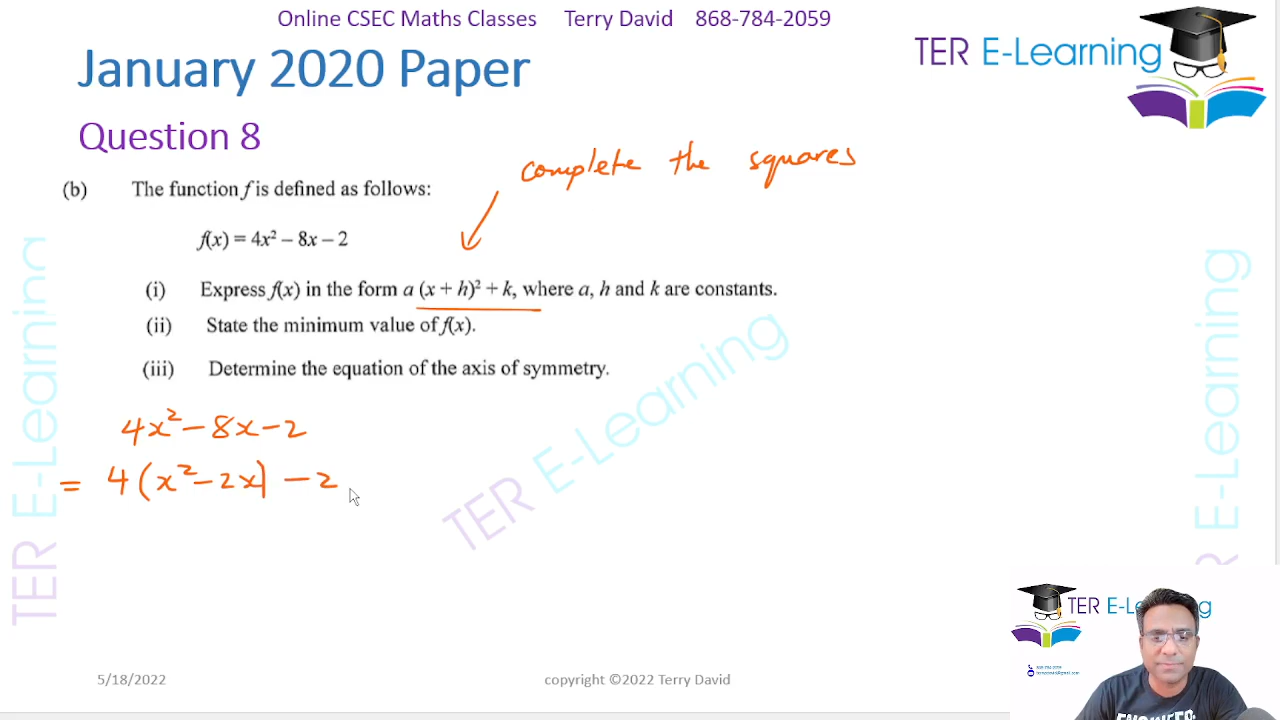 Online CSEC Maths Classes Terry David 868-784-2059
TER E-Learning
January 2020 Paper
Question 8
complete the squares
(b) The function f is defined as follows:
f(x) = 4x² – 8x – 2
(i) Express f(x) in the form a (x + h)² + k, where a, h and k are constants.
(ii) State the minimum value of f(x).
(iii) Determine the equation of the axis of symmetry.
4x² - 8x - 2
= 4(x² - 2x) - 2
TER E-Learning
TER E-Learning
TER E-Learning
5/18/2022
copyright ©2022 Terry David
ENGINEER